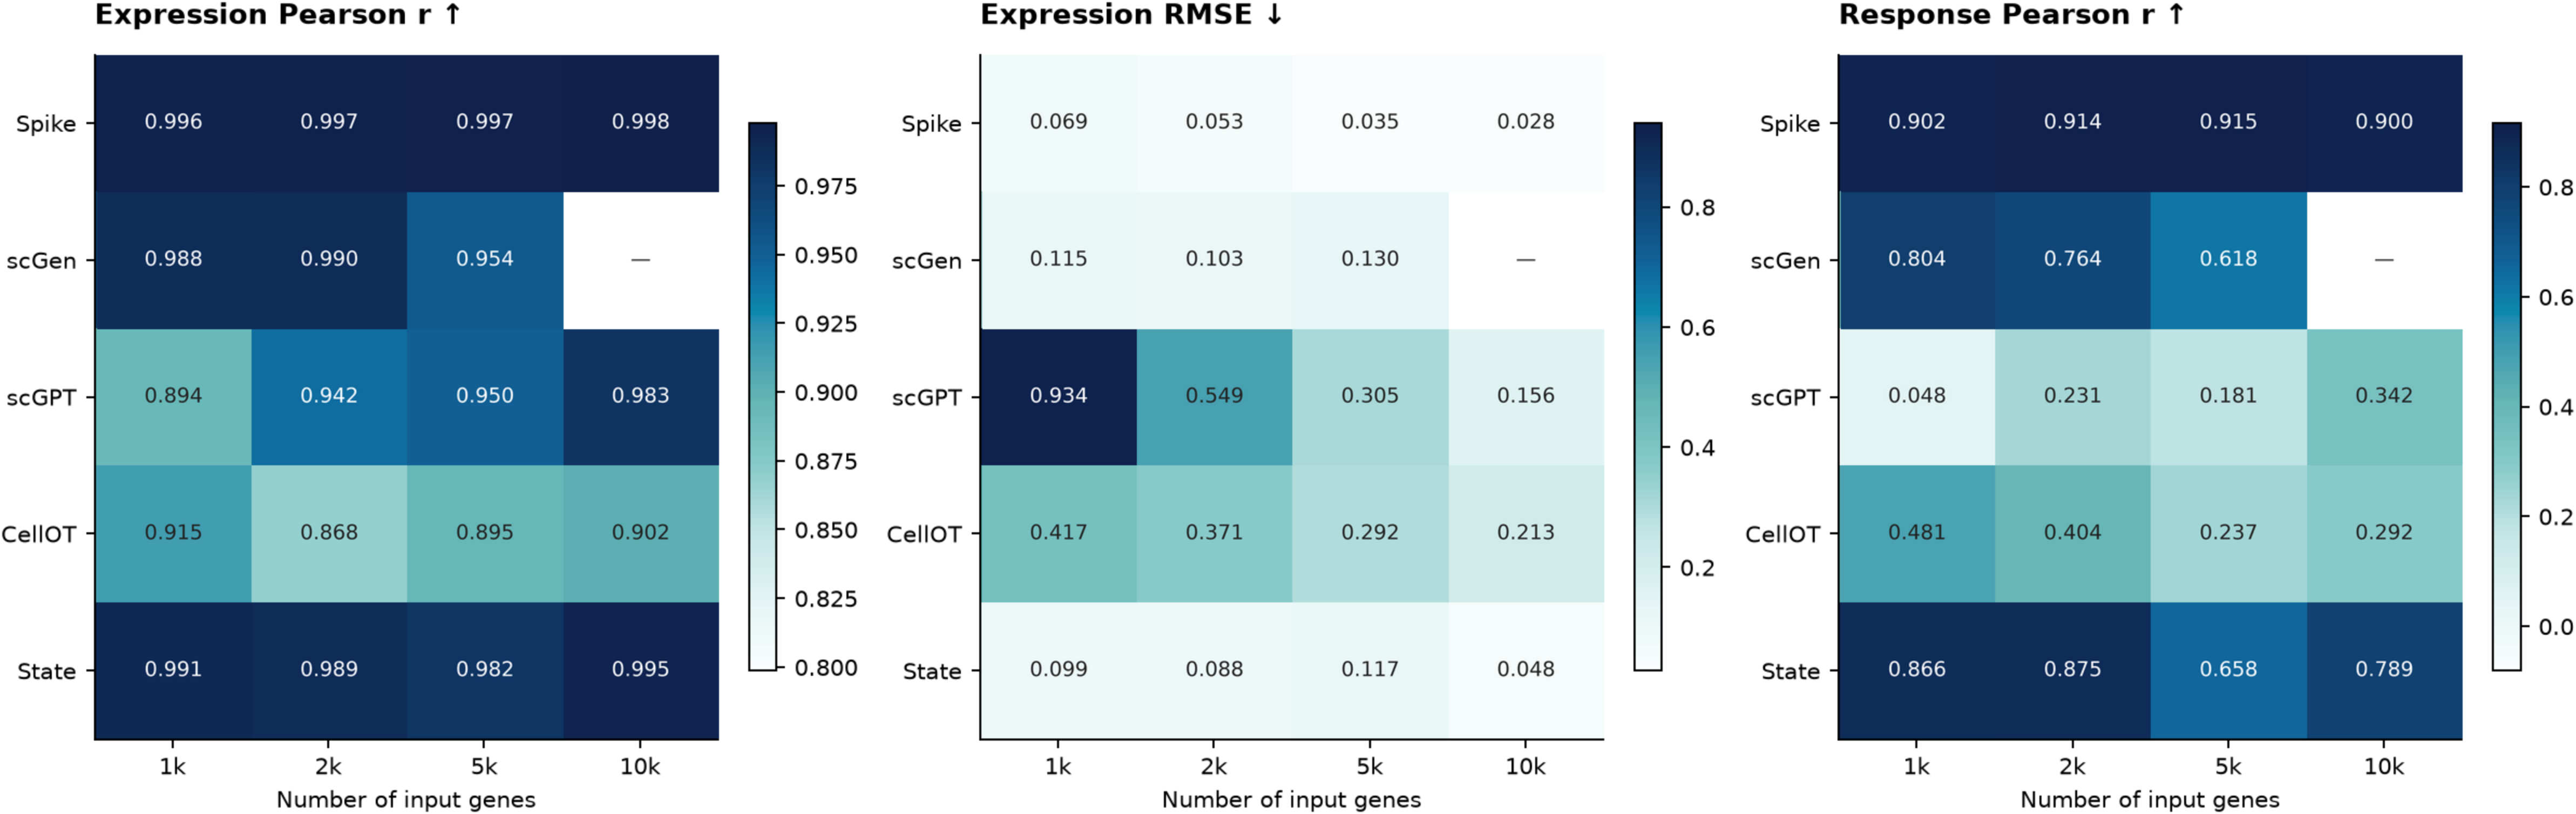 Expression Pearson r ↑
Spike 0.996 0.997 0.997 0.998
scGen 0.988 0.990 0.954 —
scGPT 0.894 0.942 0.950 0.983
CellOT 0.915 0.868 0.895 0.902
State 0.991 0.989 0.982 0.995
1k 2k 5k 10k
Number of input genes
0.975
0.950
0.925
0.900
0.875
0.850
0.825
0.800
Expression RMSE ↓
Spike 0.069 0.053 0.035 0.028
scGen 0.115 0.103 0.130 —
scGPT 0.934 0.549 0.305 0.156
CellOT 0.417 0.371 0.292 0.213
State 0.099 0.088 0.117 0.048
1k 2k 5k 10k
Number of input genes
0.8
0.6
0.4
0.2
Response Pearson r ↑
Spike 0.902 0.914 0.915 0.900
scGen 0.804 0.764 0.618 —
scGPT 0.048 0.231 0.181 0.342
CellOT 0.481 0.404 0.237 0.292
State 0.866 0.875 0.658 0.789
1k 2k 5k 10k
Number of input genes
0.8
0.6
0.4
0.2
0.0